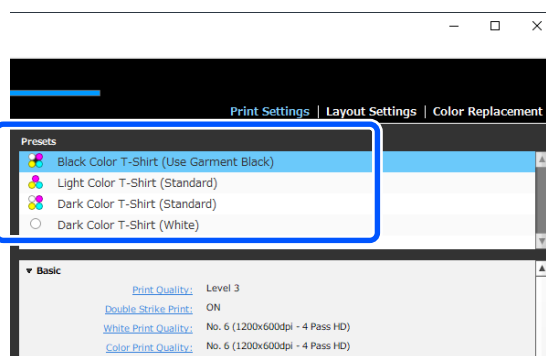 Print Settings | Layout Settings | Color Replacement
Presets
Black Color T-Shirt (Use Garment Black)
Light Color T-Shirt (Standard)
Dark Color T-Shirt (Standard)
Dark Color T-Shirt (White)
▾ Basic
Print Quality: Level 3
Double Strike Print: ON
White Print Quality: No. 6 (1200x600dpi - 4 Pass HD)
Color Print Quality: No. 6 (1200x600dpi - 4 Pass HD)